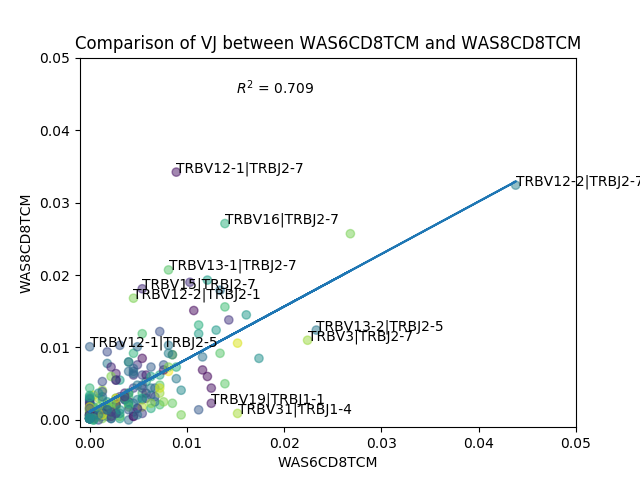 Comparison of VJ between WAS6CD8TCM and WAS8CD8TCM
0.05
R² = 0.709
0.04
TRBV12-1|TRBJ2-7
TRBV12-2|TRBJ2-7
0.03
TRBV16|TRBJ2-7
WAS8CD8TCM
TRBV13-1|TRBJ2-7
0.02
TRBV15|TRBJ2-7
TRBV12-2|TRBJ2-1
TRBV13-2|TRBJ2-5
TRBV3|TRBJ2-7
TRBV12-1|TRBJ2-5
0.01
TRBV19|TRBJ1-1
TRBV31|TRBJ1-4
0.00
0.00 0.01 0.02 0.03 0.04 0.05
WAS6CD8TCM